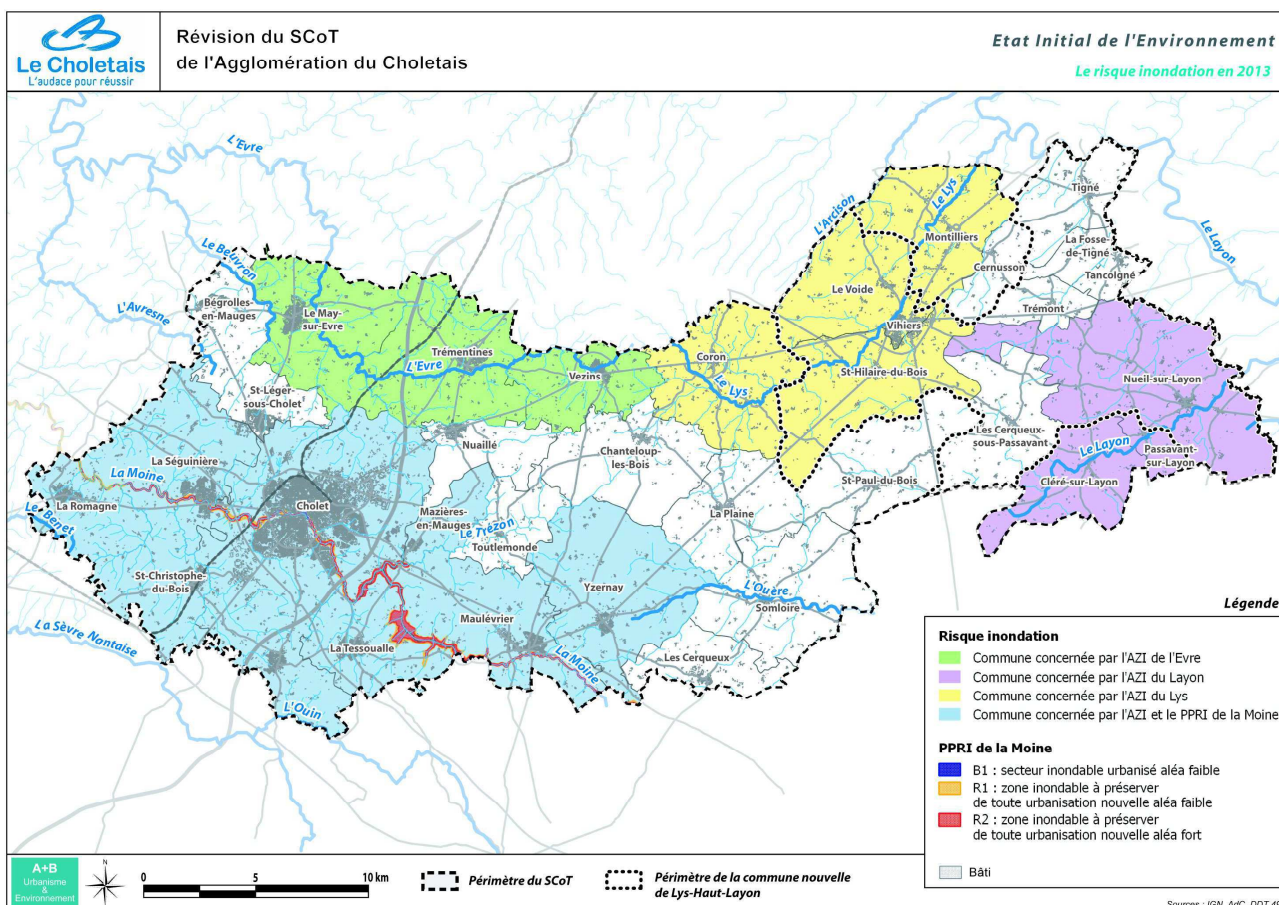 Le Choletais
L'audace pour réussir
Révision du SCoT
de l'Agglomération du Choletais
Etat Initial de l'Environnement
Le risque inondation en 2013
L'Evre
Le Beuvron
L'Avresne
Bégrolles-
en-Mauges
Le May-
sur-Evre
Trémentines
L'Evre
Vezins
St-Léger-
sous-Cholet
Nuaillé
Chanteloup-
les-Bois
Coron
Le Lys
L'Arcison
Le Lys
Montilliers
Le Voide
Vihiers
St-Hilaire-du-Bois
Cernusson
Tigné
La Fosse-
de-Tigné
Tancoigné
Trémont
Le Layon
Nueil-sur-Layon
Les Cerqueux-
sous-Passavant
Le Layon
Passavant-
sur-Layon
Cléré-sur-Layon
St-Paul-du-Bois
La Plaine
La Séguinière
La Moine
La Romagne
Le Benet
Cholet
Mazières-
en-Mauges
Le Trézon
Toutlemonde
St-Christophe-
du-Bois
Yzernay
L'Ouère
Somloire
Maulévrier
La Tessoualle
La Moine
Les Cerqueux
La Sèvre Nontaise
L'Ouin
Légende
Risque inondation
Commune concernée par l'AZI de l'Evre
Commune concernée par l'AZI du Layon
Commune concernée par l'AZI du Lys
Commune concernée par l'AZI et le PPRI de la Moine
PPRI de la Moine
B1 : secteur inondable urbanisé aléa faible
R1 : zone inondable à préserver
de toute urbanisation nouvelle aléa faible
R2 : zone inondable à préserver
de toute urbanisation nouvelle aléa fort
Bâti
A+B
Urbanisme
&
Environnement
N
0 5 10 km
Périmètre du SCoT
Périmètre de la commune nouvelle
de Lys-Haut-Layon
Sources : IGN, AdC, DDT 49